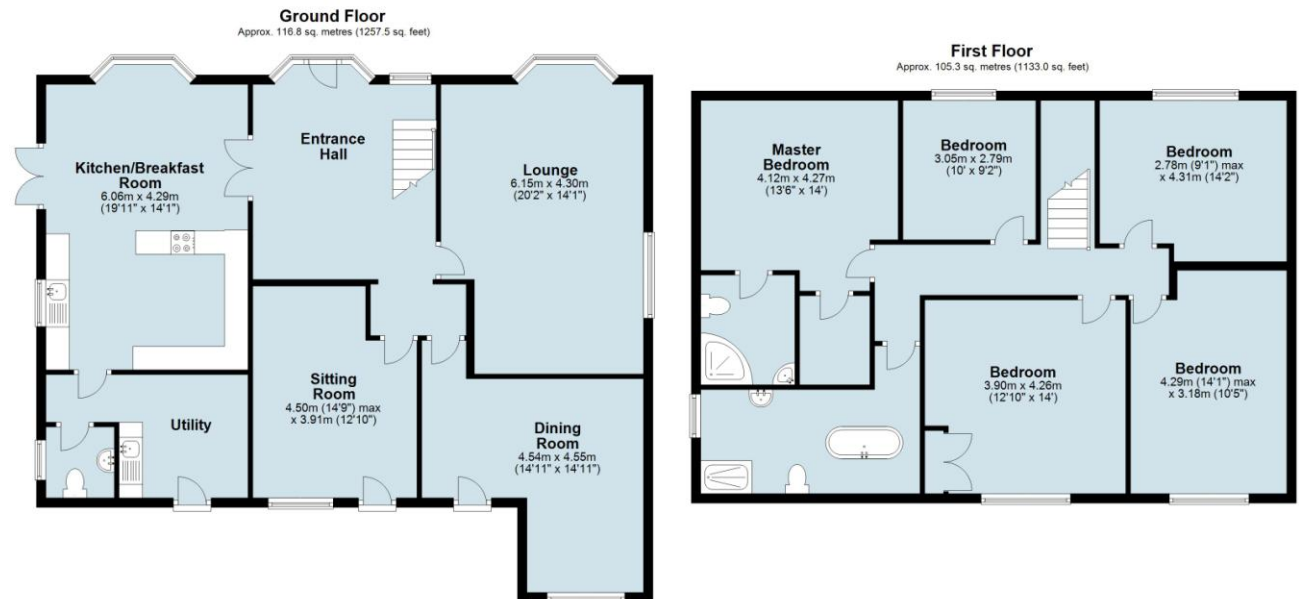 Ground Floor
Approx. 116.8 sq. metres (1257.5 sq. feet)
Kitchen/Breakfast
Room
6.06m x 4.29m
(19'11" x 14'1")
Entrance
Hall
Lounge
6.15m x 4.30m
(20'2" x 14'1")
Utility
Sitting
Room
4.50m (14'9") max
x 3.91m (12'10")
Dining
Room
4.54m x 4.55m
(14'11" x 14'11")
First Floor
Approx. 105.3 sq. metres (1133.0 sq. feet)
Master
Bedroom
4.12m x 4.27m
(13'6" x 14')
Bedroom
3.05m x 2.79m
(10' x 9'2")
Bedroom
2.78m (9'1") max
x 4.31m (14'2")
Bedroom
3.90m x 4.26m
(12'10" x 14')
Bedroom
4.29m (14'1") max
x 3.18m (10'5")